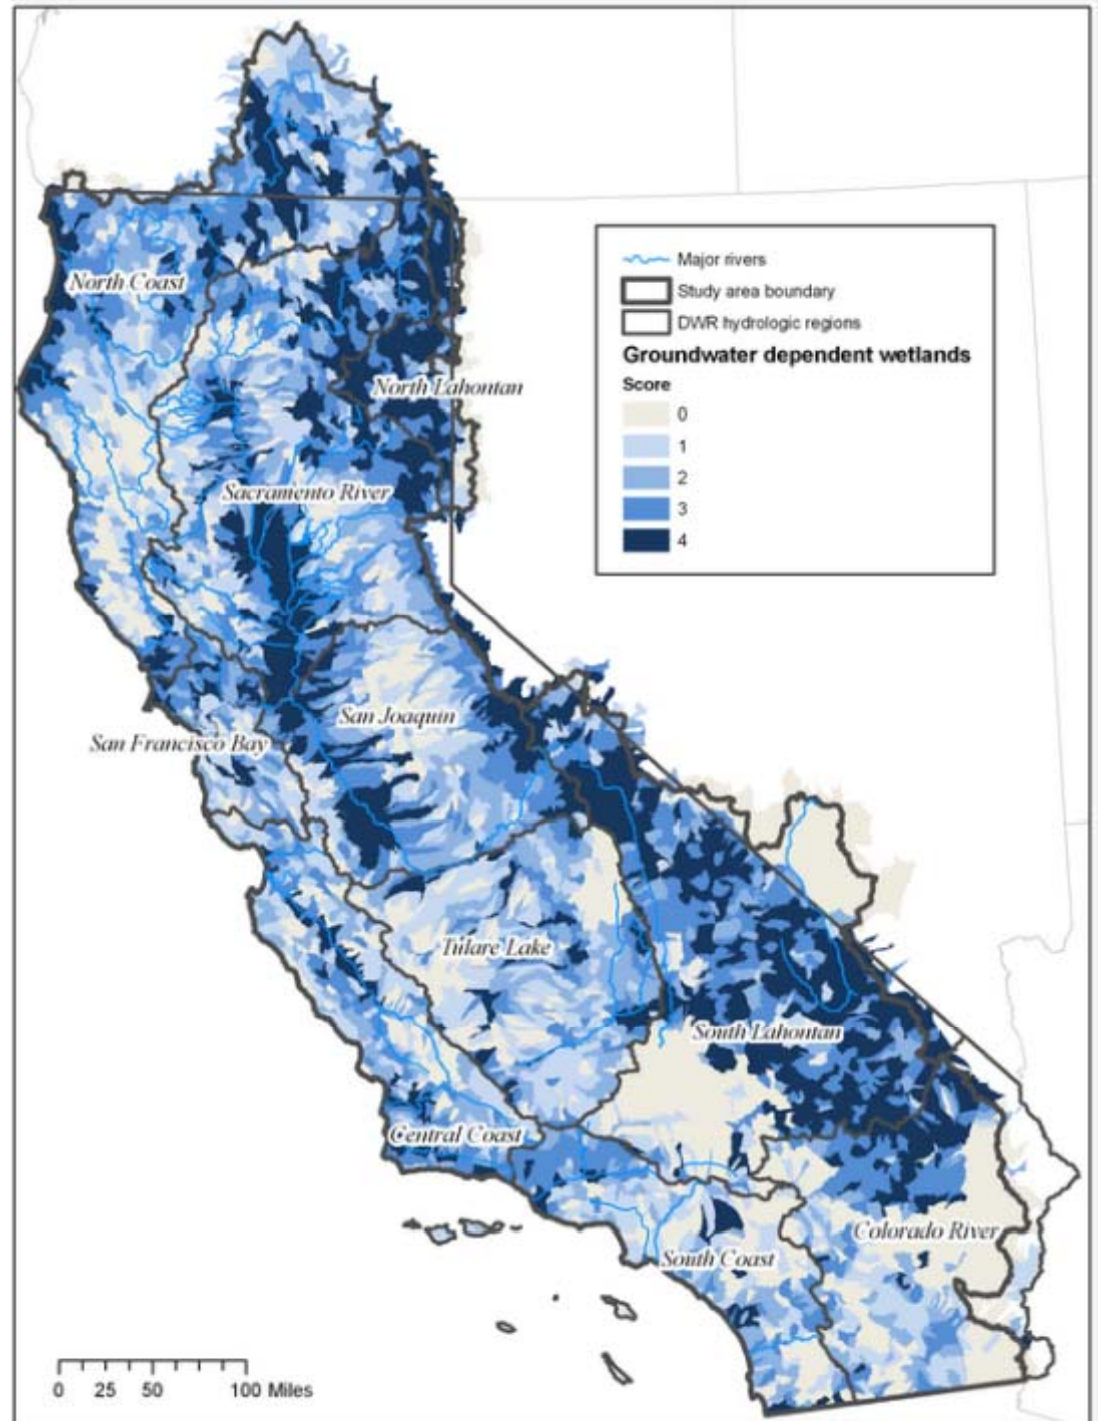 North Coast
Major rivers
Study area boundary
DWR hydrologic regions
Groundwater dependent wetlands
Score
0
1
2
3
4
North Lahontan
Sacramento River
San Joaquin
San Francisco Bay
Tulare Lake
South Lahontan
Central Coast
Colorado River
South Coast
0 25 50 100 Miles